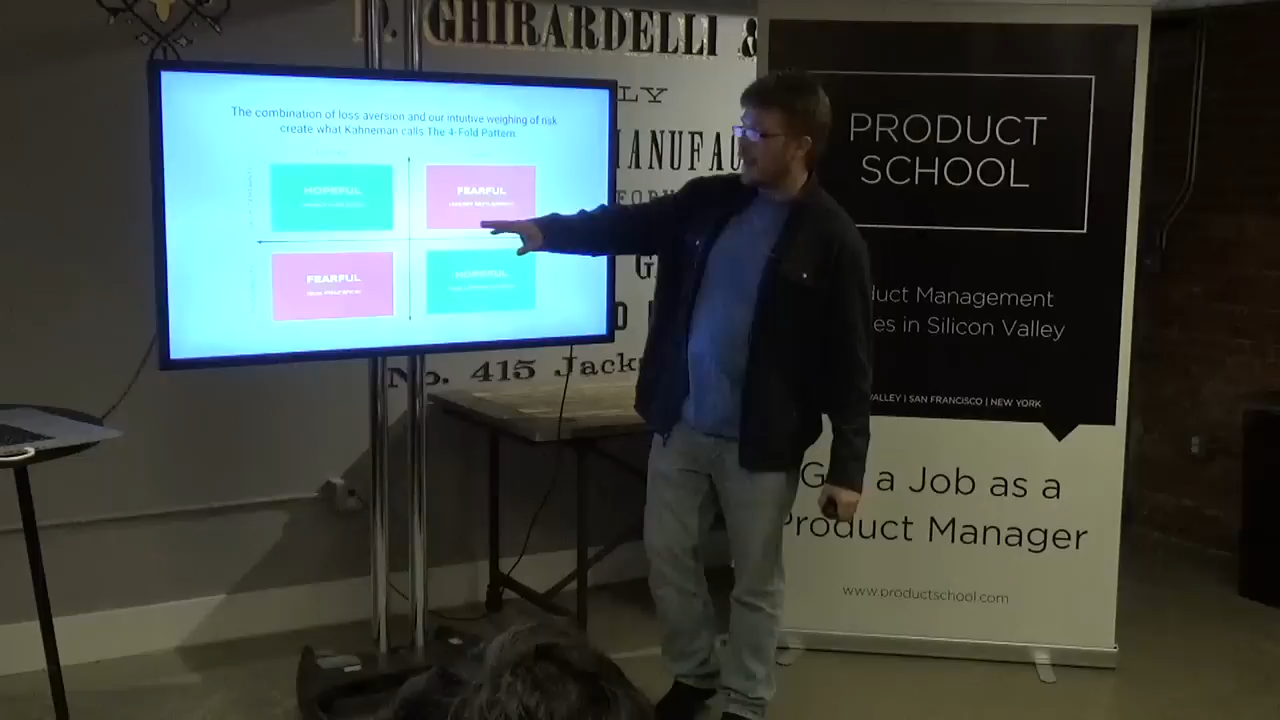 D. GHIRARDELLI &
LY
MANUFA
The combination of loss aversion and our intuitive weighing of risk
create what Kahneman calls The 4-Fold Pattern.
HOPEFUL
FEARFUL
FEARFUL
HOPEFUL
No. 415 Jacks
PRODUCT
SCHOOL
duct Management
es in Silicon Valley
VALLEY | SAN FRANCISCO | NEW YORK
G a Job as a
Product Manager
www.productschool.com